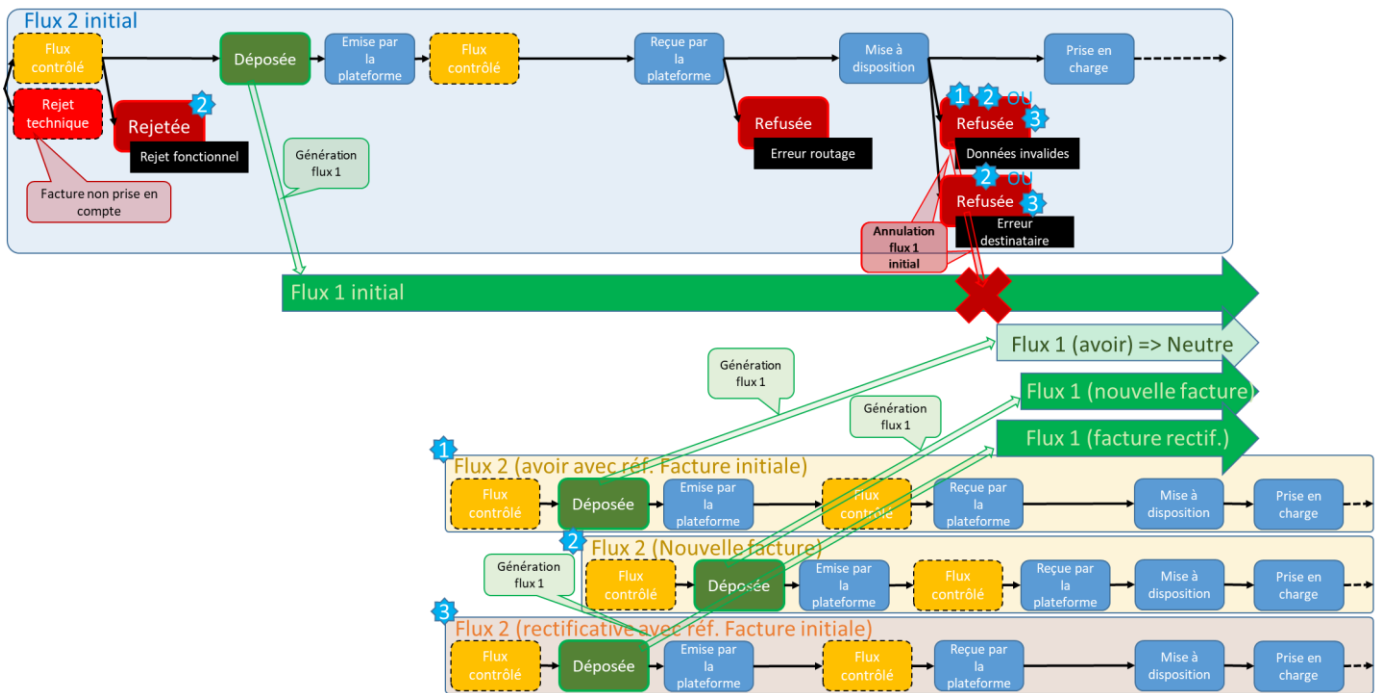 Flux 2 initial
Flux
contrôlé
Déposée
Emise par
la
plateforme
Flux
contrôlé
Reçue par
la
plateforme
Mise à
disposition
Prise en
charge
Rejet
technique
2
Rejetée
Rejet fonctionnel
Refusée
Erreur routage
1
2
OU
Refusée
3
Données invalides
2
OU
Refusée
3
Erreur
destinataire
Génération
flux 1
Facture non prise en
compte
Annulation
flux 1
initial
Flux 1 initial
Flux 1 (avoir) => Neutre
Génération
flux 1
Flux 1 (nouvelle facture)
Génération
flux 1
Flux 1 (facture rectif.)
1
Flux 2 (avoir avec réf. Facture initiale)
Flux
contrôlé
Déposée
Emise par
la
plateforme
Flux
contrôlé
Reçue par
la
plateforme
Mise à
disposition
Prise en
charge
2
Flux 2 (Nouvelle facture)
Génération
flux 1
Flux
contrôlé
Déposée
Emise par
la
plateforme
Flux
contrôlé
Reçue par
la
plateforme
Mise à
disposition
Prise en
charge
3
Flux 2 (rectificative avec réf. Facture initiale)
Flux
contrôlé
Déposée
Emise par
la
plateforme
Flux
contrôlé
Reçue par
la
plateforme
Mise à
disposition
Prise en
charge